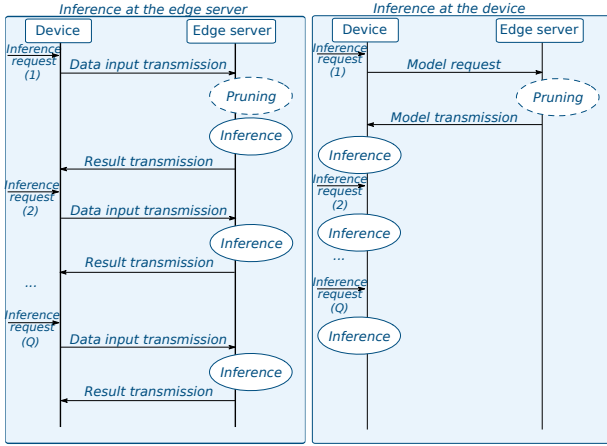 Inference at the edge server
Device
Edge server
Inference
request
(1)
Data input transmission
Pruning
Inference
Result transmission
Inference
request
(2)
Data input transmission
Inference
Result transmission
...
Inference
request
(Q)
Data input transmission
Inference
Result transmission
Inference at the device
Device
Edge server
Inference
request
(1)
Model request
Pruning
Model transmission
Inference
Inference
request
(2)
Inference
...
Inference
request
(Q)
Inference